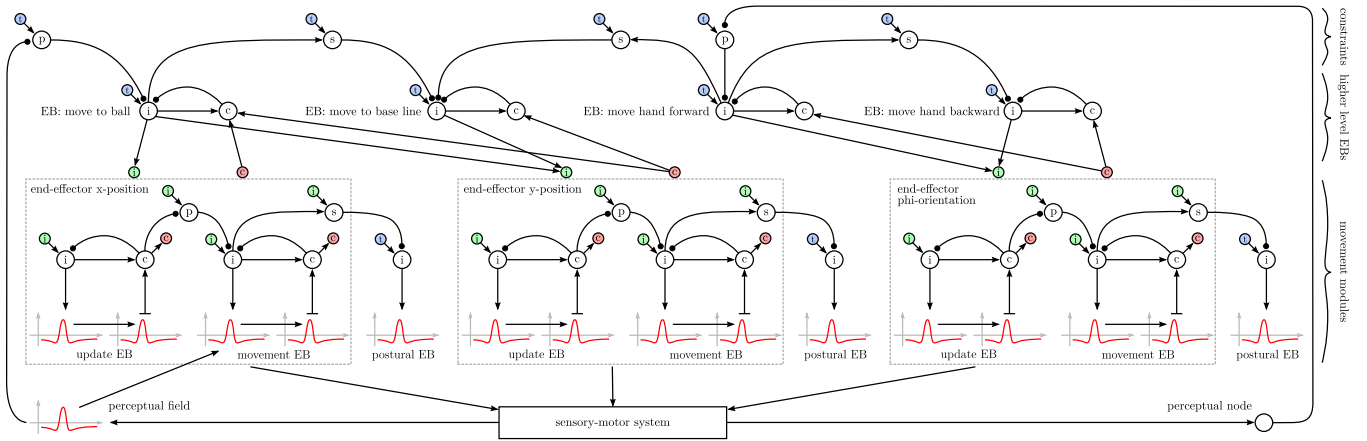 t
t
t
t
t
p
s
s
p
s
constraints
t
t
t
t
EB: move to ball
i
c
EB: move to base line
i
c
EB: move hand forward
i
c
EB: move hand backward
i
c
higher level EBs
i
c
i
c
i
c
end-effector x-position
i
p
i
s
i
i
c
c
i
i
c
t
i
update EB
movement EB
postural EB
end-effector y-position
i
p
i
s
i
i
c
c
i
i
c
t
i
update EB
movement EB
postural EB
end-effector
phi-orientation
i
p
i
s
i
i
c
c
i
i
c
t
i
update EB
movement EB
postural EB
movement modules
perceptual field
sensory-motor system
perceptual node